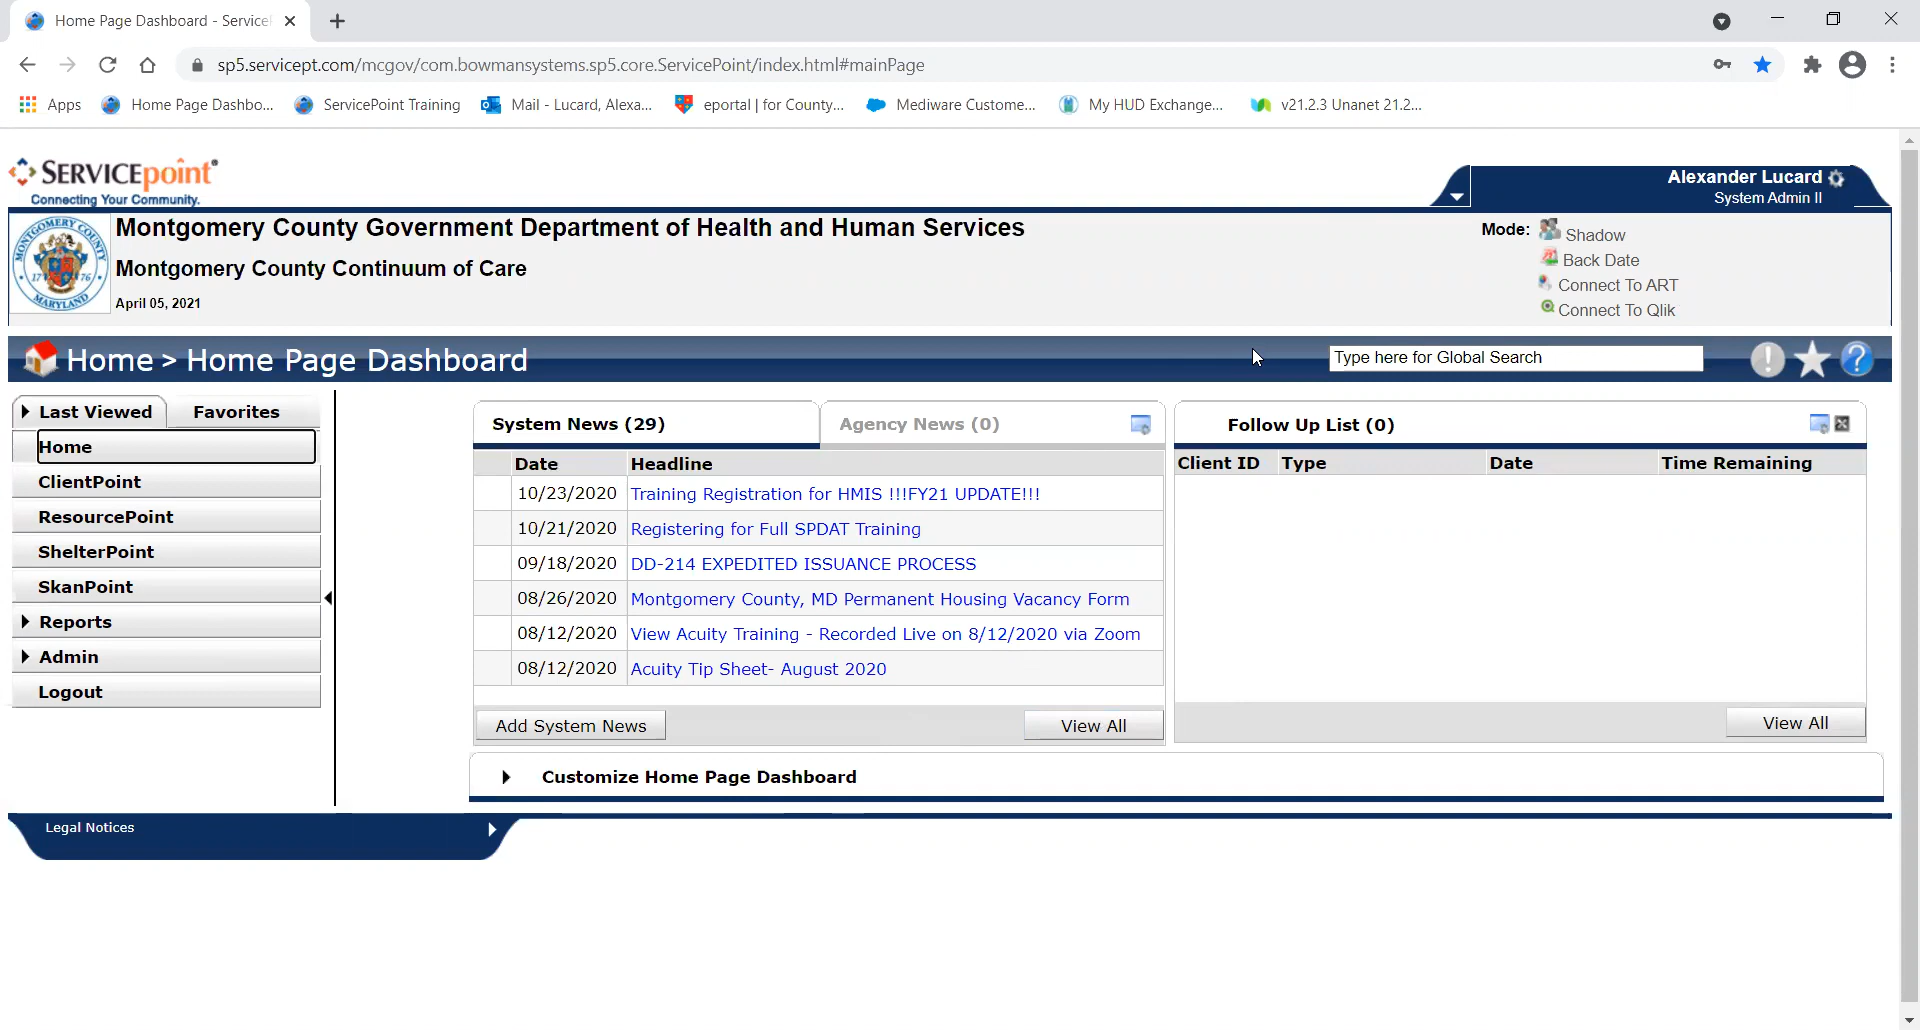 Home Page Dashboard - Service
sp5.servicept.com/mcgov/com.bowmansystems.sp5.core.ServicePoint/index.html#mainPage
Apps
Home Page Dashbo...
ServicePoint Training
Mail - Lucard, Alexa...
eportal | for County...
Mediware Custome...
My HUD Exchange...
v21.2.3 Unanet 21.2...
SERVICEpoint®
Connecting Your Community.
Alexander Lucard
System Admin II
Montgomery County Government Department of Health and Human Services
Montgomery County Continuum of Care
April 05, 2021
MONTGOMERY COUNTY
17 76
MARYLAND
Mode:
Shadow
Back Date
Connect To ART
Connect To Qlik
Home > Home Page Dashboard
Type here for Global Search
Last Viewed
Favorites
Home
ClientPoint
ResourcePoint
ShelterPoint
SkanPoint
Reports
Admin
Logout
System News (29)
Agency News (0)
Date Headline
10/23/2020 Training Registration for HMIS !!!FY21 UPDATE!!!
10/21/2020 Registering for Full SPDAT Training
09/18/2020 DD-214 EXPEDITED ISSUANCE PROCESS
08/26/2020 Montgomery County, MD Permanent Housing Vacancy Form
08/12/2020 View Acuity Training - Recorded Live on 8/12/2020 via Zoom
08/12/2020 Acuity Tip Sheet- August 2020
Add System News
View All
Follow Up List (0)
Client ID Type Date Time Remaining
View All
Customize Home Page Dashboard
Legal Notices